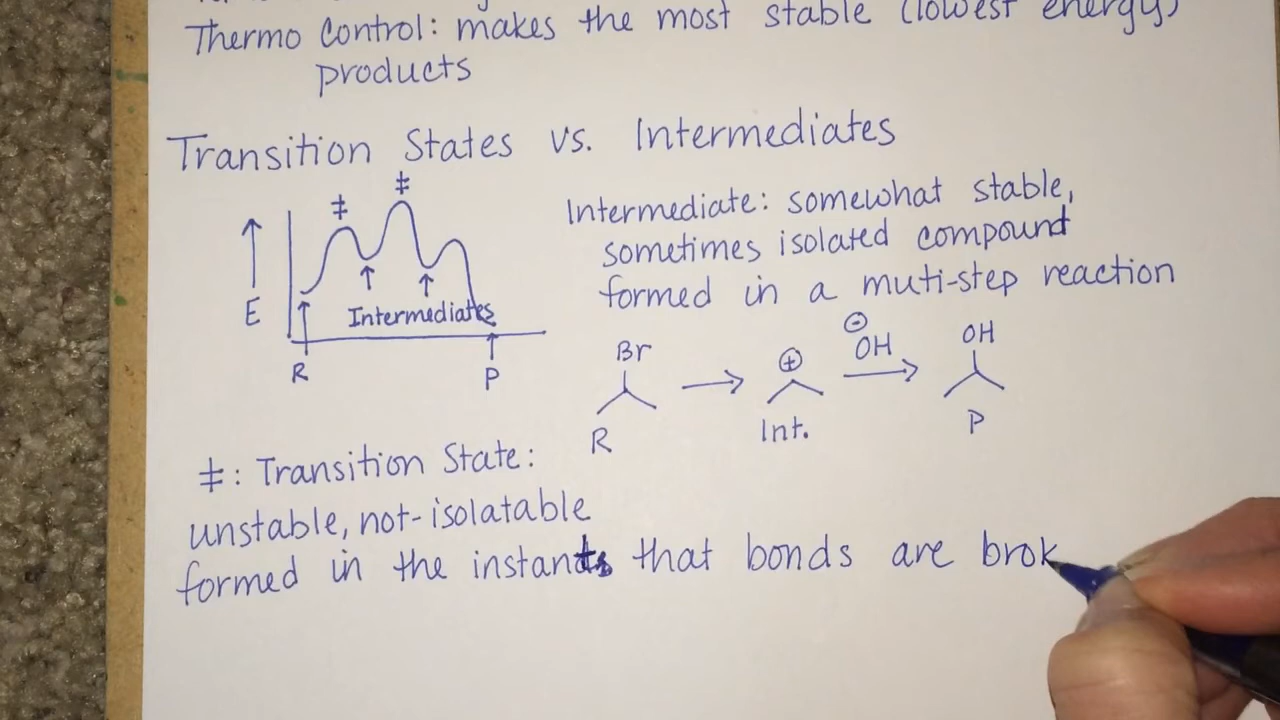 Thermo Control: makes the most stable (lowest energy)
products
Transition States vs. Intermediates
‡
‡
E
Intermediates
R
P
Intermediate: somewhat stable,
sometimes isolated compound
formed in a muti-step reaction
Br
R
⊕
Int.
⊖
OH
OH
P
‡: Transition State:
unstable, not-isolatable
formed in the instants that bonds are brok